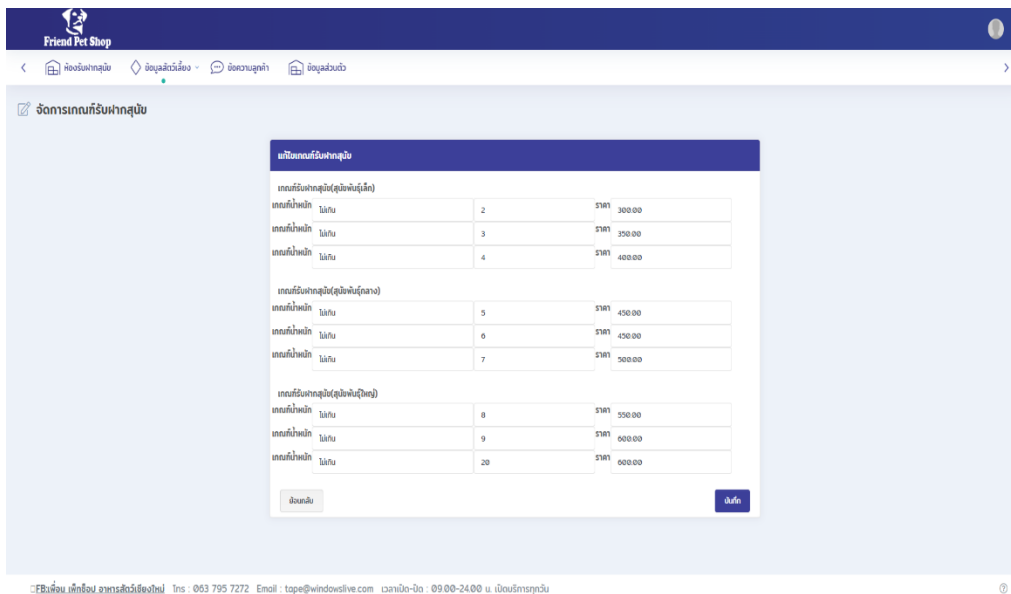 Friend Pet Shop
ห้องรับฝากสุนัข ข้อมูลสัตว์เลี้ยง ข้อความลูกค้า ข้อมูลส่วนตัว
จัดการเกณฑ์รับฝากสุนัข
แก้ไขเกณฑ์รับฝากสุนัข
เกณฑ์รับฝากสุนัข(สุนัขพันธุ์เล็ก)
เกณฑ์น้ำหนัก ไม่เกิน 2 ราคา 300.00
เกณฑ์น้ำหนัก ไม่เกิน 3 ราคา 350.00
เกณฑ์น้ำหนัก ไม่เกิน 4 ราคา 400.00
เกณฑ์รับฝากสุนัข(สุนัขพันธุ์กลาง)
เกณฑ์น้ำหนัก ไม่เกิน 5 ราคา 450.00
เกณฑ์น้ำหนัก ไม่เกิน 6 ราคา 450.00
เกณฑ์น้ำหนัก ไม่เกิน 7 ราคา 500.00
เกณฑ์รับฝากสุนัข(สุนัขพันธุ์ใหญ่)
เกณฑ์น้ำหนัก ไม่เกิน 8 ราคา 550.00
เกณฑ์น้ำหนัก ไม่เกิน 9 ราคา 600.00
เกณฑ์น้ำหนัก ไม่เกิน 20 ราคา 600.00
ย้อนกลับ บันทึก
FB:เพื่อน เพ็ทช็อป อาหารสัตว์เชียงใหม่ โทร : 063 795 7272 Email : tape@windowslive.com เวลาเปิด-ปิด : 09.00-24.00 น. เปิดบริการทุกวัน